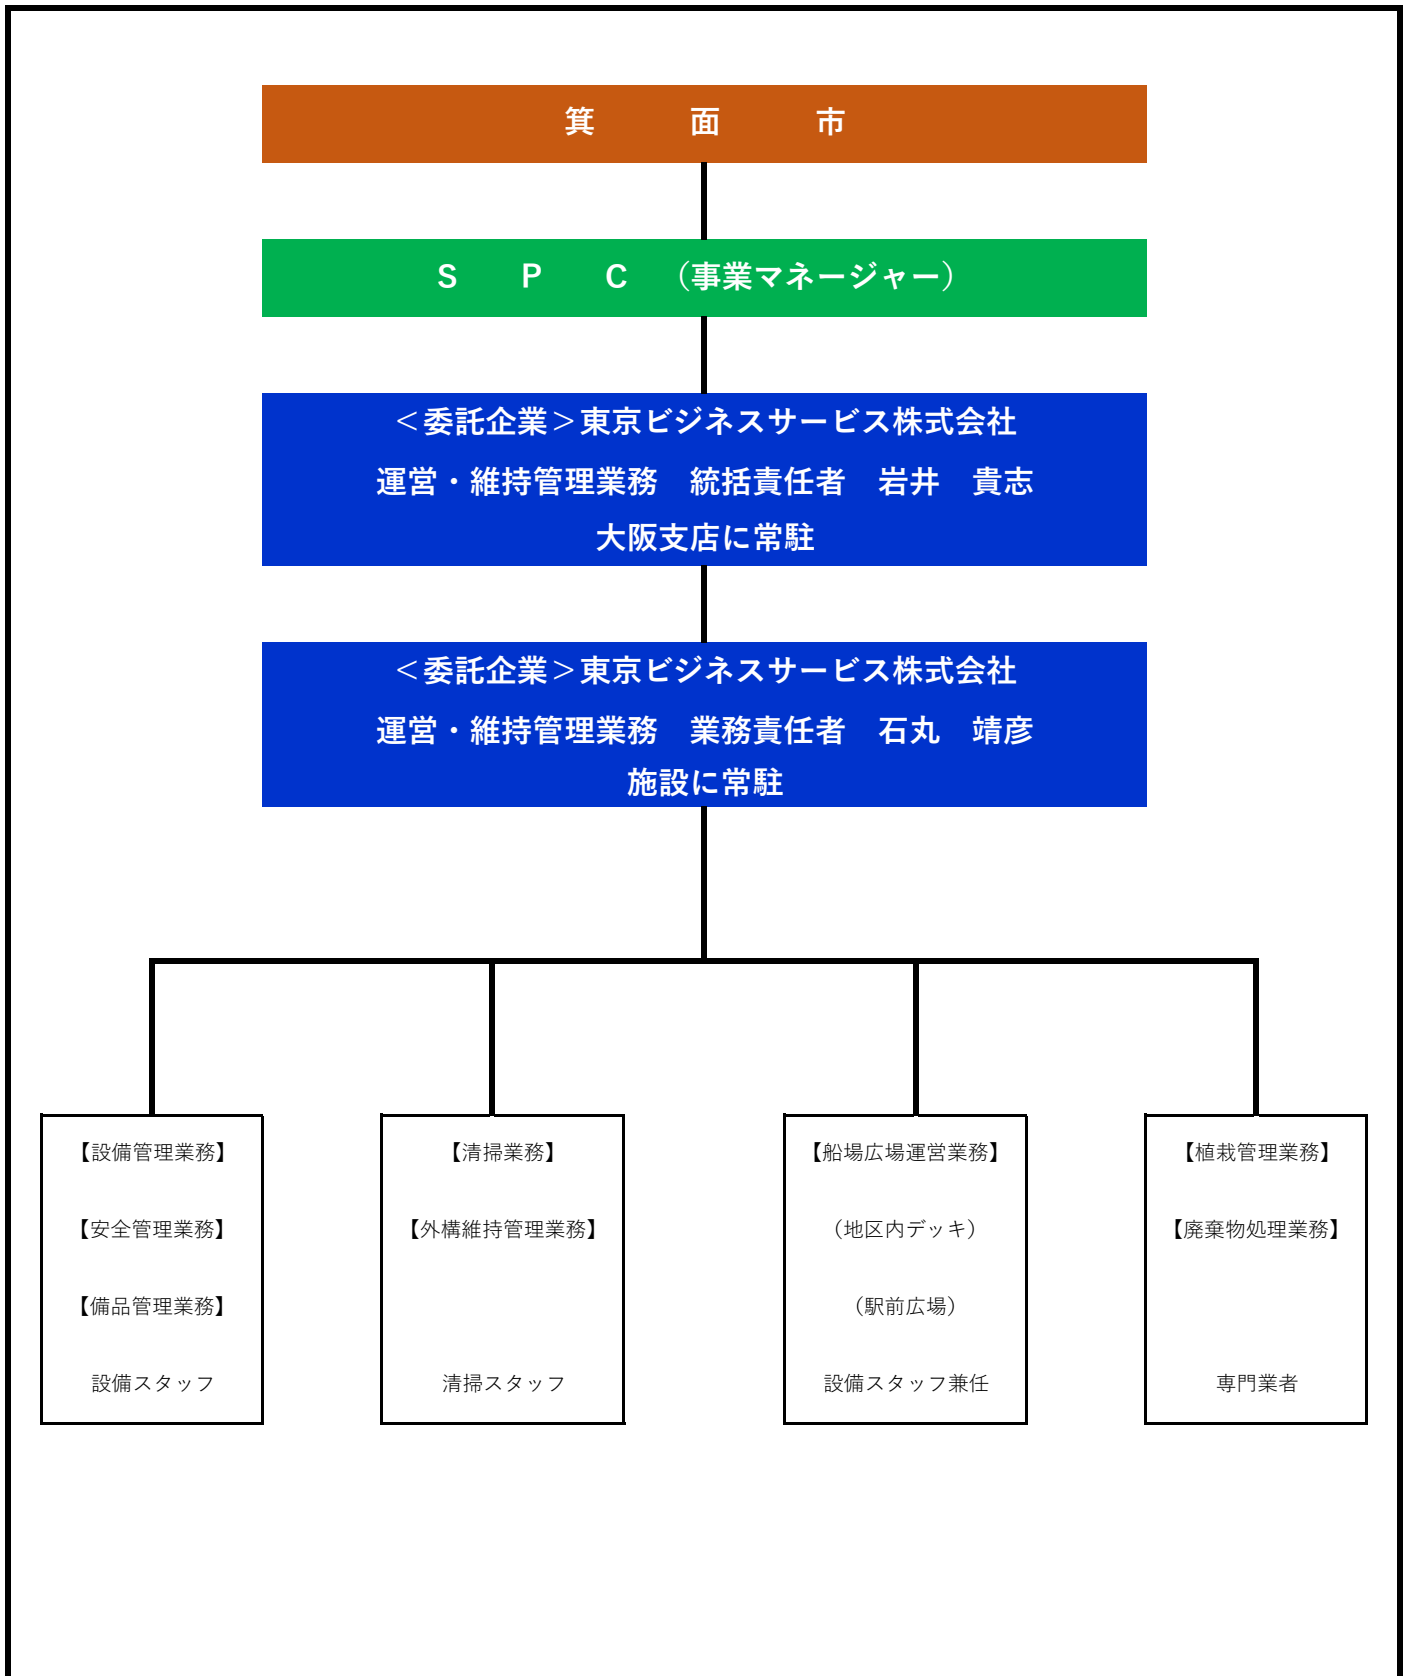 箕　面　市
Ｓ　Ｐ　Ｃ　（事業マネージャー）
＜委託企業＞東京ビジネスサービス株式会社
運営・維持管理業務　統括責任者　岩井　貴志
大阪支店に常駐
＜委託企業＞東京ビジネスサービス株式会社
運営・維持管理業務　業務責任者　石丸　靖彦
施設に常駐
【設備管理業務】
【安全管理業務】
【備品管理業務】
設備スタッフ
【清掃業務】
【外構維持管理業務】
清掃スタッフ
【船場広場運営業務】
（地区内デッキ）
（駅前広場）
設備スタッフ兼任
【植栽管理業務】
【廃棄物処理業務】
専門業者